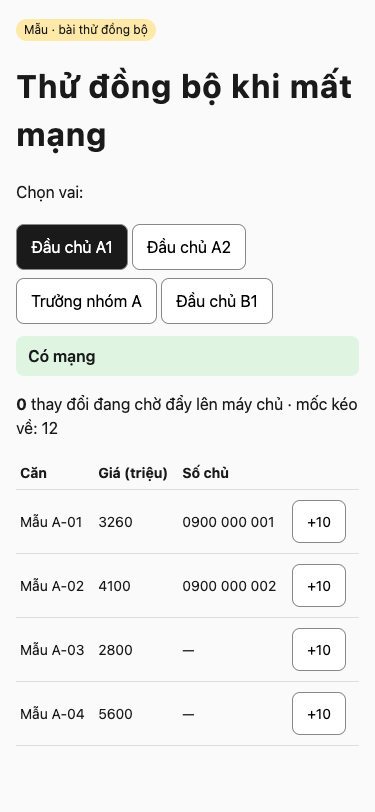 Mẫu · bài thử đồng bộ
Thử đồng bộ khi mất
mạng
Chọn vai:
Đầu chủ A1
Đầu chủ A2
Trưởng nhóm A
Đầu chủ B1
Có mạng
0 thay đổi đang chờ đẩy lên máy chủ · mốc kéo
về: 12
Căn Giá (triệu) Số chủ
Mẫu A-01 3260 0900 000 001 +10
Mẫu A-02 4100 0900 000 002 +10
Mẫu A-03 2800 — +10
Mẫu A-04 5600 — +10